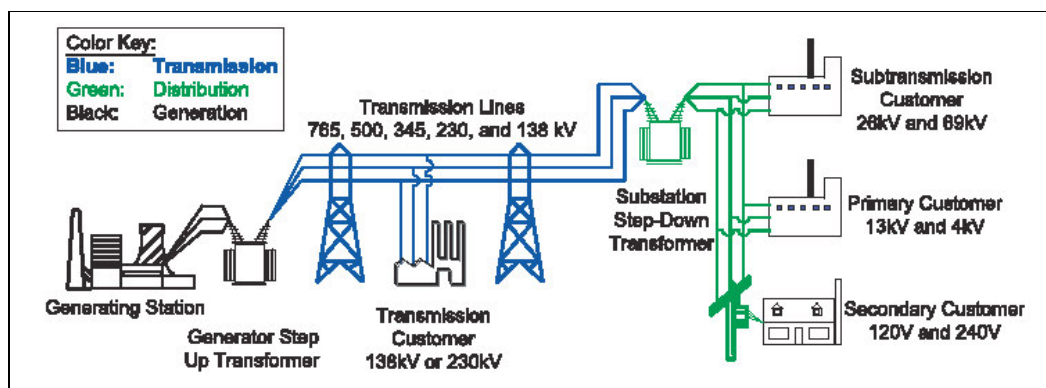 Color Key:
Blue: Transmission
Green: Distribution
Black: Generation
Transmission Lines
765, 500, 345, 230, and 138 kV
Subtransmission
Customer
26kV and 69kV
Substation
Step-Down
Transformer
Primary Customer
13kV and 4kV
Generating Station
Generator Step
Up Transformer
Transmission
Customer
138kV or 230kV
Secondary Customer
120V and 240V